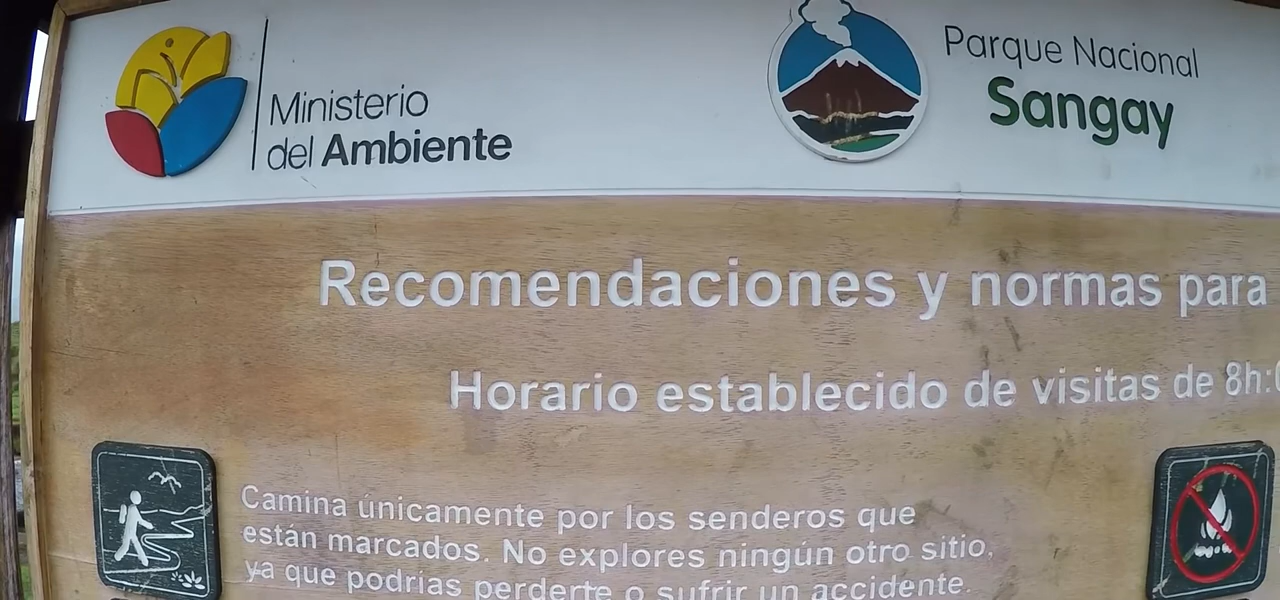 Ministerio
del Ambiente
Parque Nacional
Sangay
Recomendaciones y normas para
Horario establecido de visitas de 8h:
Camina únicamente por los senderos que
están marcados. No explores ningún otro sitio,
ya que podrías perderte o sufrir un accidente.